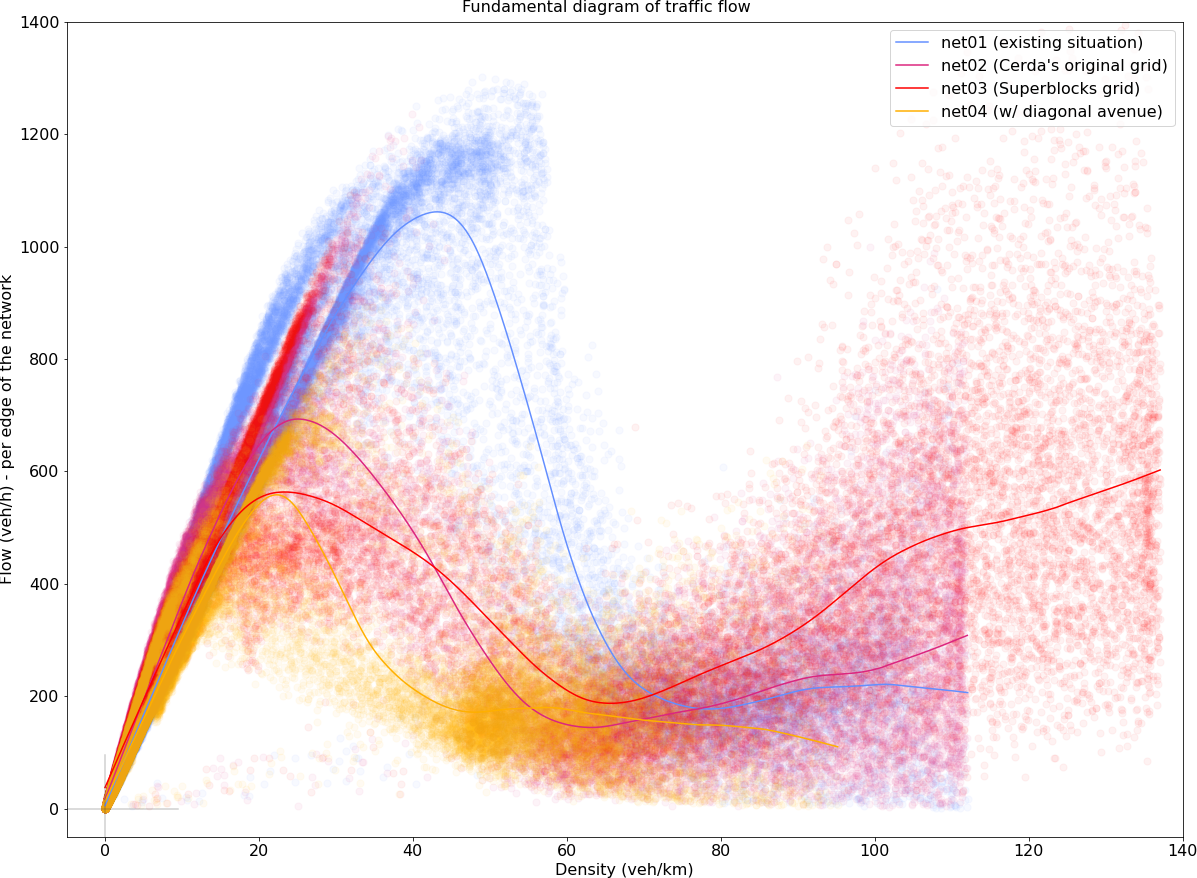 Fundamental diagram of traffic flow
1400
1200
1000
800
600
400
200
0
Flow (veh/h) - per edge of the network
net01 (existing situation)
net02 (Cerda's original grid)
net03 (Superblocks grid)
net04 (w/ diagonal avenue)
0 20 40 60 80 100 120 140
Density (veh/km)